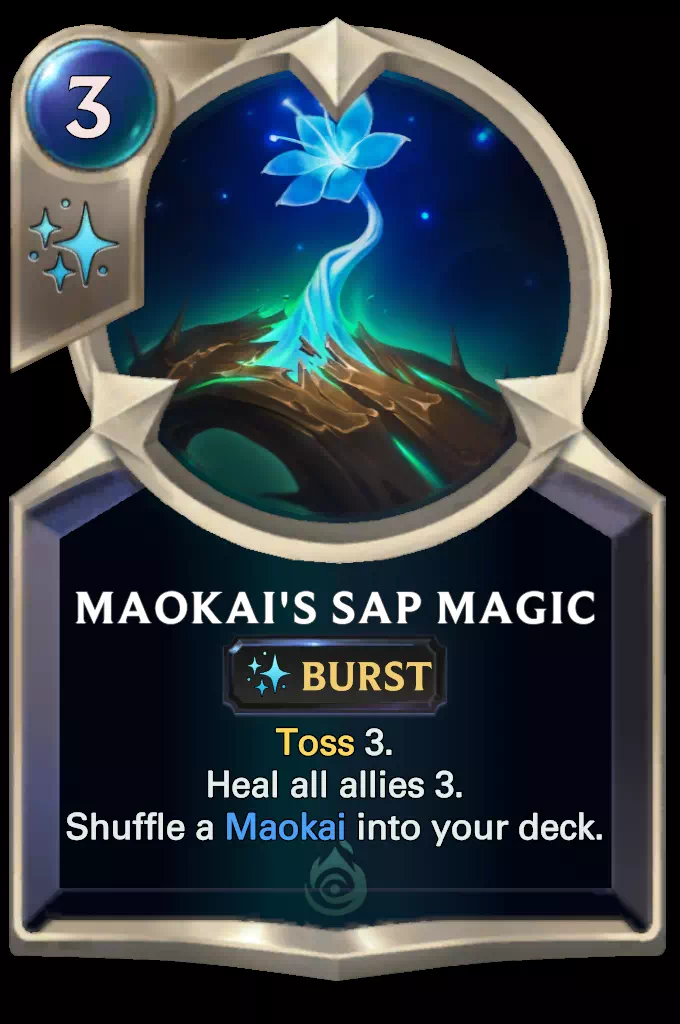 3
MAOKAI'S SAP MAGIC
BURST
Toss 3.
Heal all allies 3.
Shuffle a Maokai into your deck.